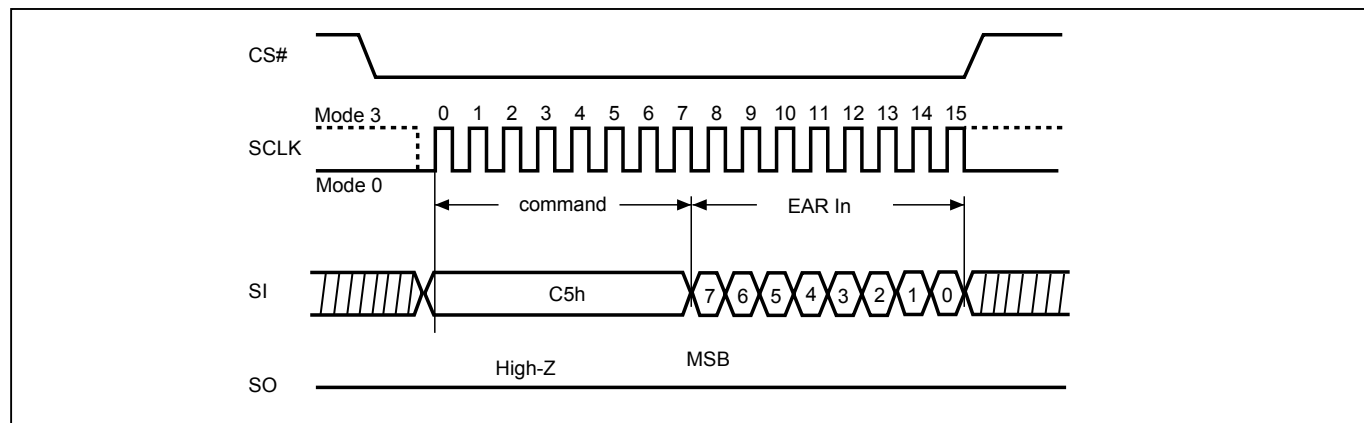 CS#
Mode 3
0 1 2 3 4 5 6 7 8 9 10 11 12 13 14 15
SCLK
Mode 0
command
EAR In
SI
C5h
7 6 5 4 3 2 1 0
High-Z
MSB
SO